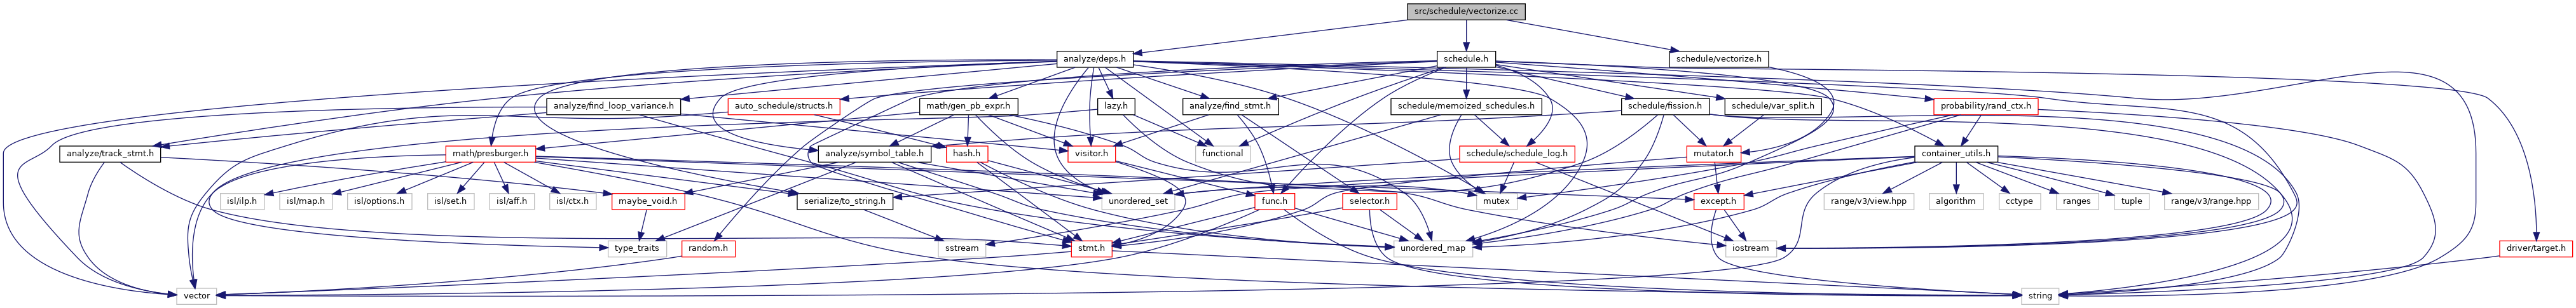 src/schedule/vectorize.cc
analyze/deps.h
schedule.h
schedule/vectorize.h
analyze/find_loop_variance.h
auto_schedule/structs.h
math/gen_pb_expr.h
lazy.h
analyze/find_stmt.h
schedule/memoized_schedules.h
schedule/fission.h
schedule/var_split.h
probability/rand_ctx.h
analyze/track_stmt.h
math/presburger.h
analyze/symbol_table.h
hash.h
visitor.h
functional
schedule/schedule_log.h
mutator.h
container_utils.h
isl/ilp.h
isl/map.h
isl/options.h
isl/set.h
isl/aff.h
isl/ctx.h
maybe_void.h
serialize/to_string.h
unordered_set
func.h
selector.h
mutex
except.h
range/v3/view.hpp
algorithm
cctype
ranges
tuple
range/v3/range.hpp
type_traits
random.h
sstream
stmt.h
unordered_map
iostream
driver/target.h
vector
string